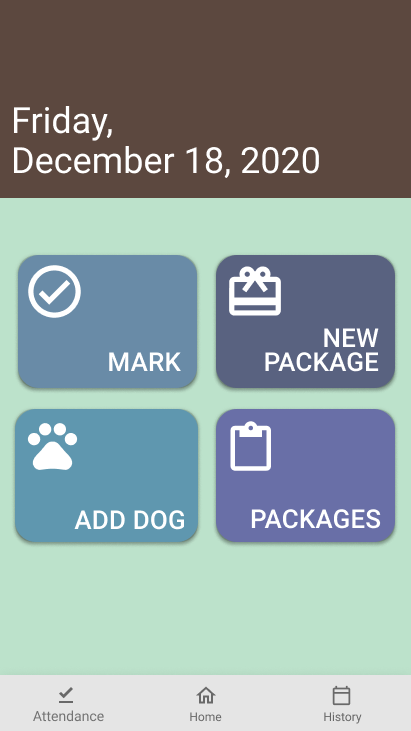 Friday,
December 18, 2020
MARK
NEW
PACKAGE
ADD DOG
PACKAGES
Attendance
Home
History